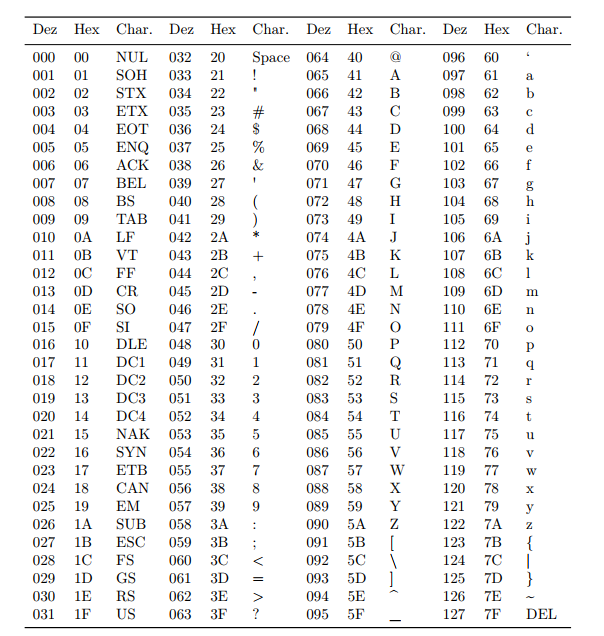 Dez Hex Char. Dez Hex Char. Dez Hex Char. Dez Hex Char.
000 00 NUL 032 20 Space 064 40 @ 096 60 ‘
001 01 SOH 033 21 ! 065 41 A 097 61 a
002 02 STX 034 22 " 066 42 B 098 62 b
003 03 ETX 035 23 # 067 43 C 099 63 c
004 04 EOT 036 24 $ 068 44 D 100 64 d
005 05 ENQ 037 25 % 069 45 E 101 65 e
006 06 ACK 038 26 & 070 46 F 102 66 f
007 07 BEL 039 27 ' 071 47 G 103 67 g
008 08 BS 040 28 ( 072 48 H 104 68 h
009 09 TAB 041 29 ) 073 49 I 105 69 i
010 0A LF 042 2A * 074 4A J 106 6A j
011 0B VT 043 2B + 075 4B K 107 6B k
012 0C FF 044 2C , 076 4C L 108 6C l
013 0D CR 045 2D - 077 4D M 109 6D m
014 0E SO 046 2E . 078 4E N 110 6E n
015 0F SI 047 2F / 079 4F O 111 6F o
016 10 DLE 048 30 0 080 50 P 112 70 p
017 11 DC1 049 31 1 081 51 Q 113 71 q
018 12 DC2 050 32 2 082 52 R 114 72 r
019 13 DC3 051 33 3 083 53 S 115 73 s
020 14 DC4 052 34 4 084 54 T 116 74 t
021 15 NAK 053 35 5 085 55 U 117 75 u
022 16 SYN 054 36 6 086 56 V 118 76 v
023 17 ETB 055 37 7 087 57 W 119 77 w
024 18 CAN 056 38 8 088 58 X 120 78 x
025 19 EM 057 39 9 089 59 Y 121 79 y
026 1A SUB 058 3A : 090 5A Z 122 7A z
027 1B ESC 059 3B ; 091 5B [ 123 7B {
028 1C FS 060 3C < 092 5C \ 124 7C |
029 1D GS 061 3D = 093 5D ] 125 7D }
030 1E RS 062 3E > 094 5E ^ 126 7E ~
031 1F US 063 3F ? 095 5F _ 127 7F DEL